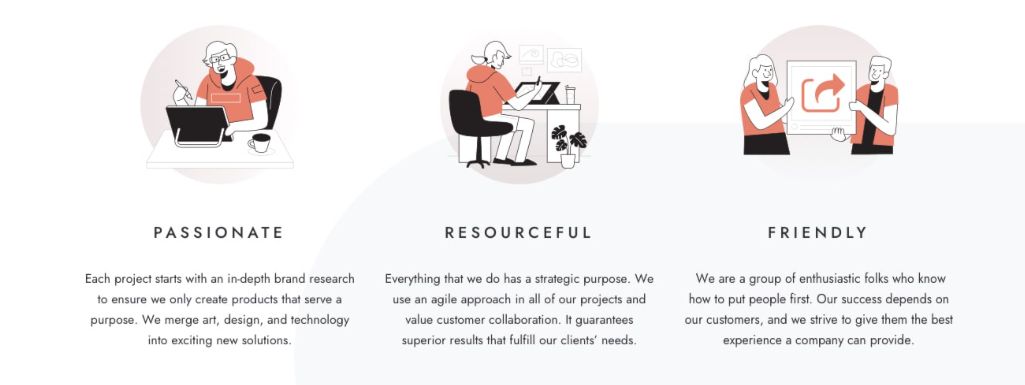 PASSIONATE
Each project starts with an in-depth brand research
to ensure we only create products that serve a
purpose. We merge art, design, and technology
into exciting new solutions.
RESOURCEFUL
Everything that we do has a strategic purpose. We
use an agile approach in all of our projects and
value customer collaboration. It guarantees
superior results that fulfill our clients’ needs.
FRIENDLY
We are a group of enthusiastic folks who know
how to put people first. Our success depends on
our customers, and we strive to give them the best
experience a company can provide.